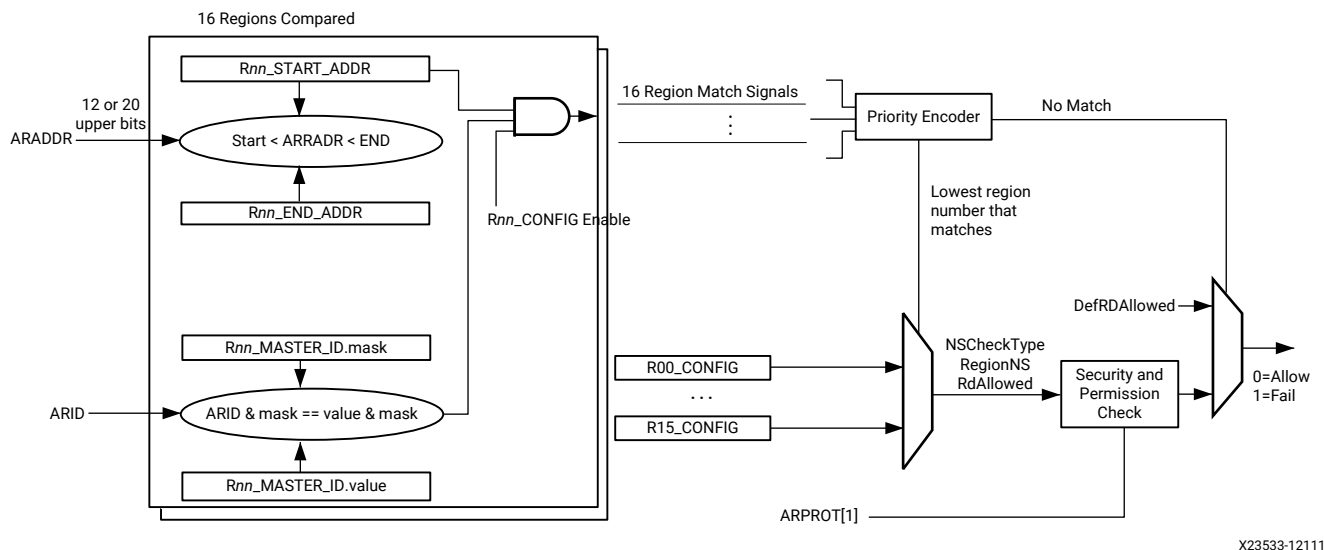 16 Regions Compared
Rnn_START_ADDR
12 or 20
upper bits
ARADDR
Start < ARRADR < END
Rnn_END_ADDR
Rnn_CONFIG Enable
16 Region Match Signals
⋮
Priority Encoder
No Match
Lowest region
number that
matches
DefRDAllowed
Rnn_MASTER_ID.mask
ARID
ARID & mask == value & mask
Rnn_MASTER_ID.value
R00_CONFIG
...
R15_CONFIG
NSCheckType
RegionNS
RdAllowed
Security and
Permission
Check
0=Allow
1=Fail
ARPROT[1]
X23533-12111